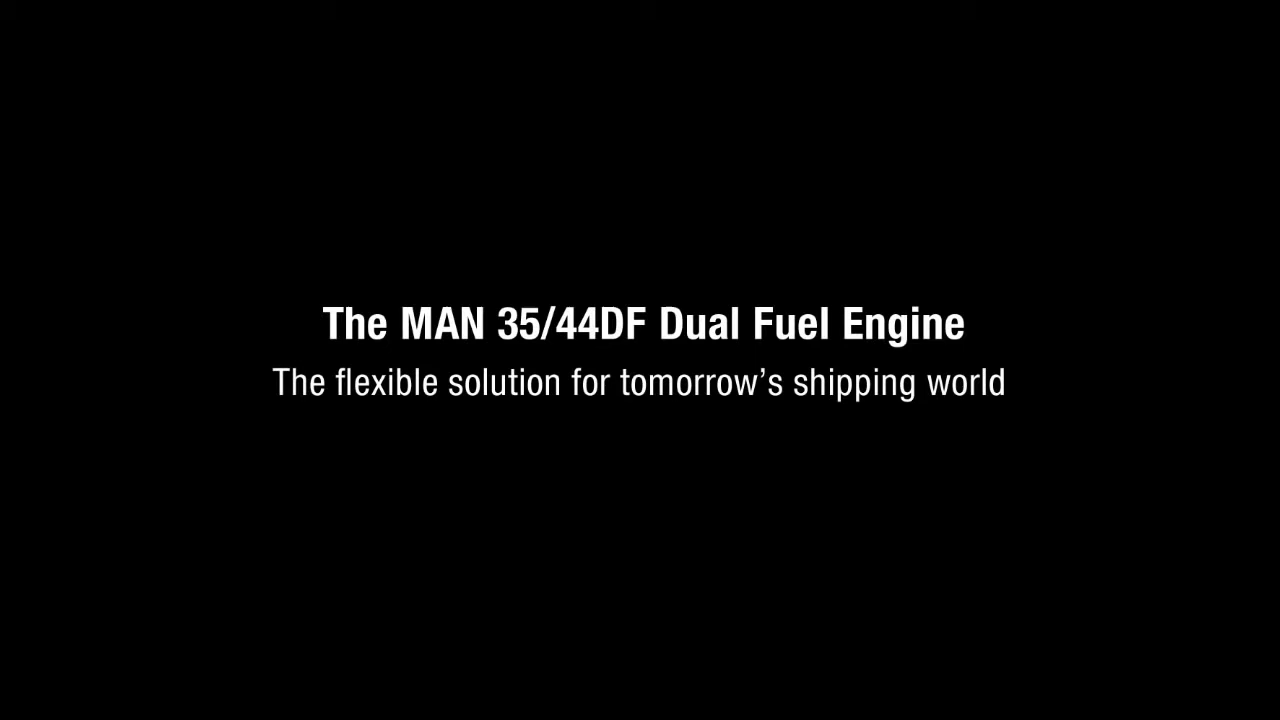 The MAN 35/44DF Dual Fuel Engine
The flexible solution for tomorrow’s shipping world